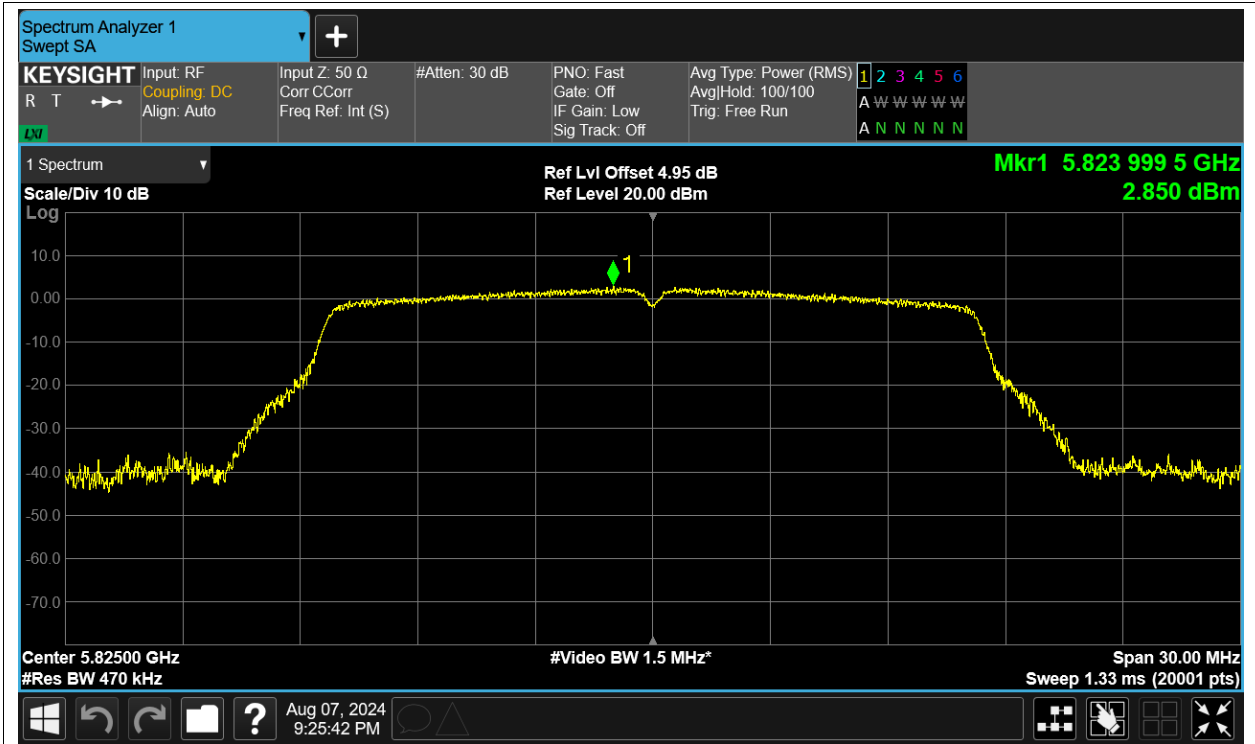 Spectrum Analyzer 1
Swept SA
KEYSIGHT
R T
LXI
Input: RF
Coupling: DC
Align: Auto
Input Z: 50 Ω
Corr CCorr
Freq Ref: Int (S)
#Atten: 30 dB
PNO: Fast
Gate: Off
IF Gain: Low
Sig Track: Off
Avg Type: Power (RMS)
Avg|Hold: 100/100
Trig: Free Run
1 2 3 4 5 6
A W W W W W
A N N N N N
1 Spectrum
Scale/Div 10 dB
Log
Ref Lvl Offset 4.95 dB
Ref Level 20.00 dBm
Mkr1 5.823 999 5 GHz
2.850 dBm
10.0
1
0.00
-10.0
-20.0
-30.0
-40.0
-50.0
-60.0
-70.0
Center 5.82500 GHz
#Res BW 470 kHz
#Video BW 1.5 MHz*
Span 30.00 MHz
Sweep 1.33 ms (20001 pts)
?
Aug 07, 2024
9:25:42 PM